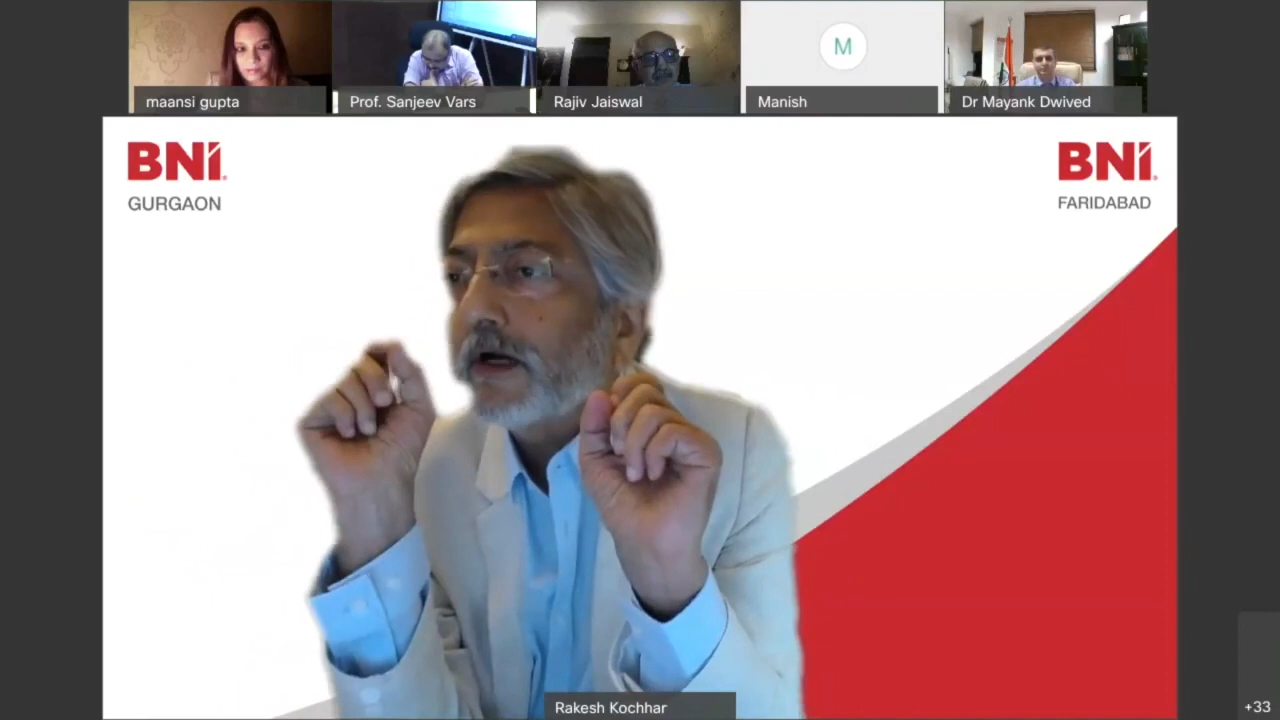 maansi gupta
Prof. Sanjeev Vars
Rajiv Jaiswal
M
Manish
Dr Mayank Dwived
BNI
GURGAON
BNI
FARIDABAD
Rakesh Kochhar
+33